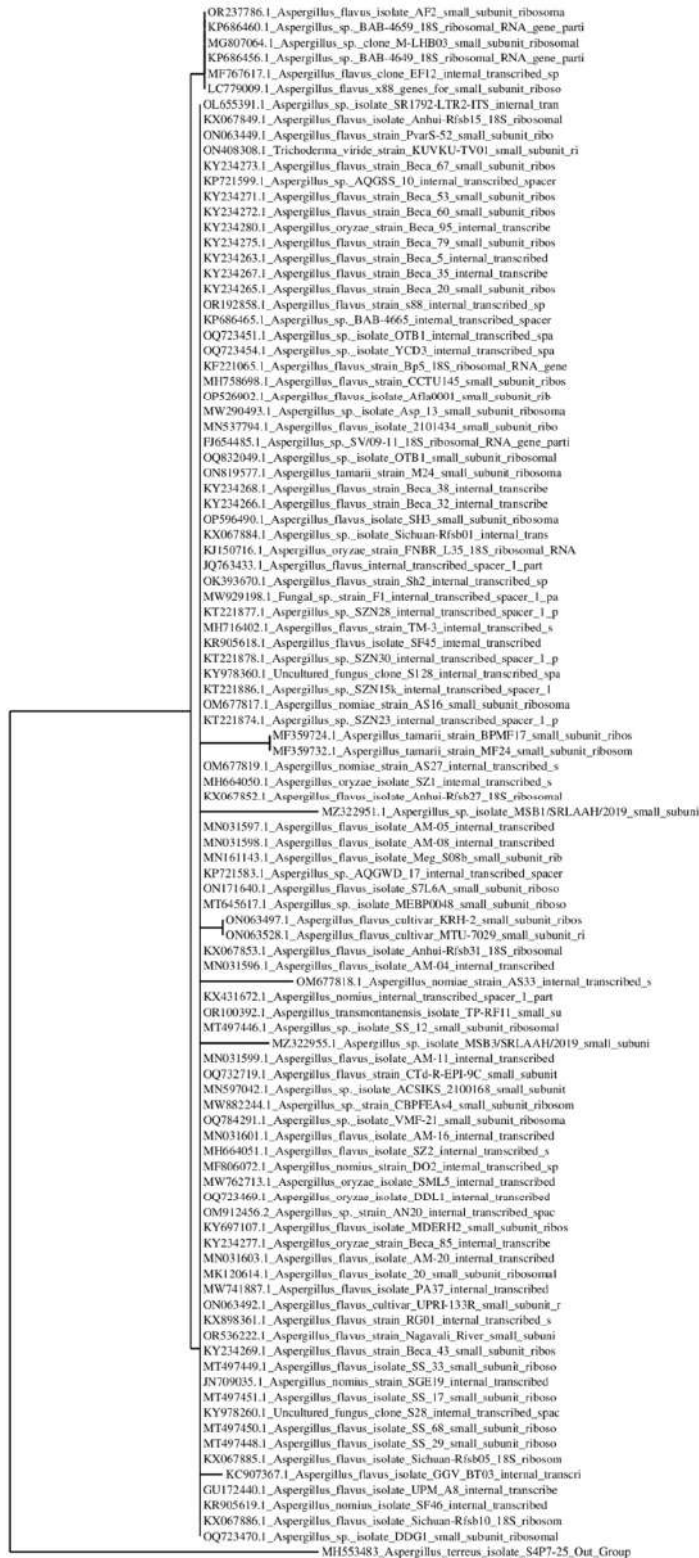 OR237786.1_Aspergillus_flavus_isolate_AF2_small_subunit_ribosoma
KP686460.1_Aspergillus_sp._BAB-4659_18S_ribosomal_RNA_gene_parti
MG807064.1_Aspergillus_sp._clone_M-LHB03_small_subunit_ribosomal
KP686456.1_Aspergillus_sp._BAB-4649_18S_ribosomal_RNA_gene_parti
MF767617.1_Aspergillus_flavus_clone_EF12_internal_transcribed_sp
LC779009.1_Aspergillus_flavus_x88_genes_for_small_subunit_riboso
OL655391.1_Aspergillus_sp._isolate_SR1792-LTR2-ITS_internal_tran
KX067849.1_Aspergillus_flavus_isolate_Anhui-Rfsb15_18S_ribosomal
ON063449.1_Aspergillus_flavus_strain_PvarS-52_small_subunit_ribo
ON408308.1_Trichoderma_viride_strain_KUVKU-TV01_small_subunit_ri
KY234273.1_Aspergillus_flavus_strain_Beca_67_small_subunit_ribos
KP721599.1_Aspergillus_sp._AQGSS_10_internal_transcribed_spacer
KY234271.1_Aspergillus_flavus_strain_Beca_53_small_subunit_ribos
KY234272.1_Aspergillus_flavus_strain_Beca_60_small_subunit_ribos
KY234280.1_Aspergillus_oryzae_strain_Beca_95_internal_transcribe
KY234275.1_Aspergillus_flavus_strain_Beca_79_small_subunit_ribos
KY234263.1_Aspergillus_flavus_strain_Beca_5_internal_transcribed
KY234267.1_Aspergillus_flavus_strain_Beca_35_internal_transcribe
KY234265.1_Aspergillus_flavus_strain_Beca_20_small_subunit_ribos
OR192858.1_Aspergillus_flavus_strain_s88_internal_transcribed_sp
KP686465.1_Aspergillus_sp._BAB-4665_internal_transcribed_spacer
OQ723451.1_Aspergillus_sp._isolate_OTB1_internal_transcribed_spa
OQ723454.1_Aspergillus_sp._isolate_YCD3_internal_transcribed_spa
KF221065.1_Aspergillus_flavus_strain_Bp5_18S_ribosomal_RNA_gene
MH758698.1_Aspergillus_flavus_strain_CCTU145_small_subunit_ribos
OP526902.1_Aspergillus_flavus_isolate_Afla0001_small_subunit_rib
MW290493.1_Aspergillus_sp._isolate_Asp_13_small_subunit_ribosoma
MN537794.1_Aspergillus_flavus_isolate_2101434_small_subunit_ribo
FJ654485.1_Aspergillus_sp._SV/09-11_18S_ribosomal_RNA_gene_parti
OQ832049.1_Aspergillus_sp._isolate_OTB1_small_subunit_ribosomal
ON819577.1_Aspergillus_tamarii_strain_M24_small_subunit_ribosoma
KY234268.1_Aspergillus_flavus_strain_Beca_38_internal_transcribe
KY234266.1_Aspergillus_flavus_strain_Beca_32_internal_transcribe
OP596490.1_Aspergillus_flavus_isolate_SH3_small_subunit_ribosoma
KX067884.1_Aspergillus_sp._isolate_Sichuan-Rfsb01_internal_trans
KJ150716.1_Aspergillus_oryzae_strain_FNBR_L35_18S_ribosomal_RNA
JQ763433.1_Aspergillus_flavus_internal_transcribed_spacer_1_part
OK393670.1_Aspergillus_flavus_strain_Sh2_internal_transcribed_sp
MW929198.1_Fungal_sp._strain_F1_internal_transcribed_spacer_1_pa
KT221877.1_Aspergillus_sp._SZN28_internal_transcribed_spacer_1_p
MH716402.1_Aspergillus_flavus_strain_TM-3_internal_transcribed_s
KR905618.1_Aspergillus_flavus_isolate_SF45_internal_transcribed
KT221878.1_Aspergillus_sp._SZN30_internal_transcribed_spacer_1_p
KY978360.1_Uncultured_fungus_clone_S128_internal_transcribed_spa
KT221886.1_Aspergillus_sp._SZN15k_internal_transcribed_spacer_1
OM677817.1_Aspergillus_nomiae_strain_AS16_small_subunit_ribosoma
KT221874.1_Aspergillus_sp._SZN23_internal_transcribed_spacer_1_p
MF359724.1_Aspergillus_tamarii_strain_BPMF17_small_subunit_ribos
MF359732.1_Aspergillus_tamarii_strain_MF24_small_subunit_ribosom
OM677819.1_Aspergillus_nomiae_strain_AS27_internal_transcribed_s
MH664050.1_Aspergillus_oryzae_isolate_SZ1_internal_transcribed_s
KX067852.1_Aspergillus_flavus_isolate_Anhui-Rfsb27_18S_ribosomal
MZ322951.1_Aspergillus_sp._isolate_MSB1/SRLAAH/2019_small_subuni
MN031597.1_Aspergillus_flavus_isolate_AM-05_internal_transcribed
MN031598.1_Aspergillus_flavus_isolate_AM-08_internal_transcribed
MN161143.1_Aspergillus_flavus_isolate_Meg_S08b_small_subunit_rib
KP721583.1_Aspergillus_sp._AQGWD_17_internal_transcribed_spacer
ON171640.1_Aspergillus_flavus_isolate_S7L6A_small_subunit_riboso
MT645617.1_Aspergillus_sp._isolate_MEBP0048_small_subunit_riboso
ON063497.1_Aspergillus_flavus_cultivar_KRH-2_small_subunit_ribos
ON063528.1_Aspergillus_flavus_cultivar_MTU-7029_small_subunit_ri
KX067853.1_Aspergillus_flavus_isolate_Anhui-Rfsb31_18S_ribosomal
MN031596.1_Aspergillus_flavus_isolate_AM-04_internal_transcribed
OM677818.1_Aspergillus_nomiae_strain_AS33_internal_transcribed_s
KX431672.1_Aspergillus_nomius_internal_transcribed_spacer_1_part
OR100392.1_Aspergillus_transmontanensis_isolate_TP-RF11_small_su
MT497446.1_Aspergillus_sp._isolate_SS_12_small_subunit_ribosomal
MZ322955.1_Aspergillus_sp._isolate_MSB3/SRLAAH/2019_small_subuni
MN031599.1_Aspergillus_flavus_isolate_AM-11_internal_transcribed
OQ732719.1_Aspergillus_flavus_strain_CTd-R-EPI-9C_small_subunit
MN597042.1_Aspergillus_sp._isolate_ACSIKS_2100168_small_subunit
MW882244.1_Aspergillus_sp._strain_CBPFEAs4_small_subunit_ribosom
OQ784291.1_Aspergillus_sp._isolate_VMF-21_small_subunit_ribosoma
MN031601.1_Aspergillus_flavus_isolate_AM-16_internal_transcribed
MH664051.1_Aspergillus_flavus_isolate_SZ2_internal_transcribed_s
MF806072.1_Aspergillus_nomius_strain_DO2_internal_transcribed_sp
MW762713.1_Aspergillus_oryzae_isolate_SML5_internal_transcribed
OQ723469.1_Aspergillus_oryzae_isolate_DDL1_internal_transcribed
OM912456.2_Aspergillus_sp._strain_AN20_internal_transcribed_spac
KY697107.1_Aspergillus_flavus_isolate_MDERH2_small_subunit_ribos
KY234277.1_Aspergillus_oryzae_strain_Beca_85_internal_transcribe
MN031603.1_Aspergillus_flavus_isolate_AM-20_internal_transcribed
MK120614.1_Aspergillus_flavus_isolate_20_small_subunit_ribosomal
MW741887.1_Aspergillus_flavus_isolate_PA37_internal_transcribed
ON063492.1_Aspergillus_flavus_cultivar_UPRI-133R_small_subunit_r
KX898361.1_Aspergillus_flavus_strain_RG01_internal_transcribed_s
OR536222.1_Aspergillus_flavus_strain_Nagavali_River_small_subuni
KY234269.1_Aspergillus_flavus_strain_Beca_43_small_subunit_ribos
MT497449.1_Aspergillus_flavus_isolate_SS_33_small_subunit_riboso
JN709035.1_Aspergillus_nomius_strain_SGE19_internal_transcribed
MT497451.1_Aspergillus_flavus_isolate_SS_17_small_subunit_riboso
KY978260.1_Uncultured_fungus_clone_S28_internal_transcribed_spac
MT497450.1_Aspergillus_flavus_isolate_SS_68_small_subunit_riboso
MT497448.1_Aspergillus_flavus_isolate_SS_29_small_subunit_riboso
KX067885.1_Aspergillus_flavus_isolate_Sichuan-Rfsb05_18S_ribosom
KC907367.1_Aspergillus_flavus_isolate_GGV_BT03_internal_transcri
GU172440.1_Aspergillus_flavus_isolate_UPM_A8_internal_transcribe
KR905619.1_Aspergillus_nomius_isolate_SF46_internal_transcribed
KX067886.1_Aspergillus_flavus_isolate_Sichuan-Rfsb10_18S_ribosom
OQ723470.1_Aspergillus_sp._isolate_DDG1_small_subunit_ribosomal
MH553483_Aspergillus_terreus_isolate_S4P7-25_Out_Group